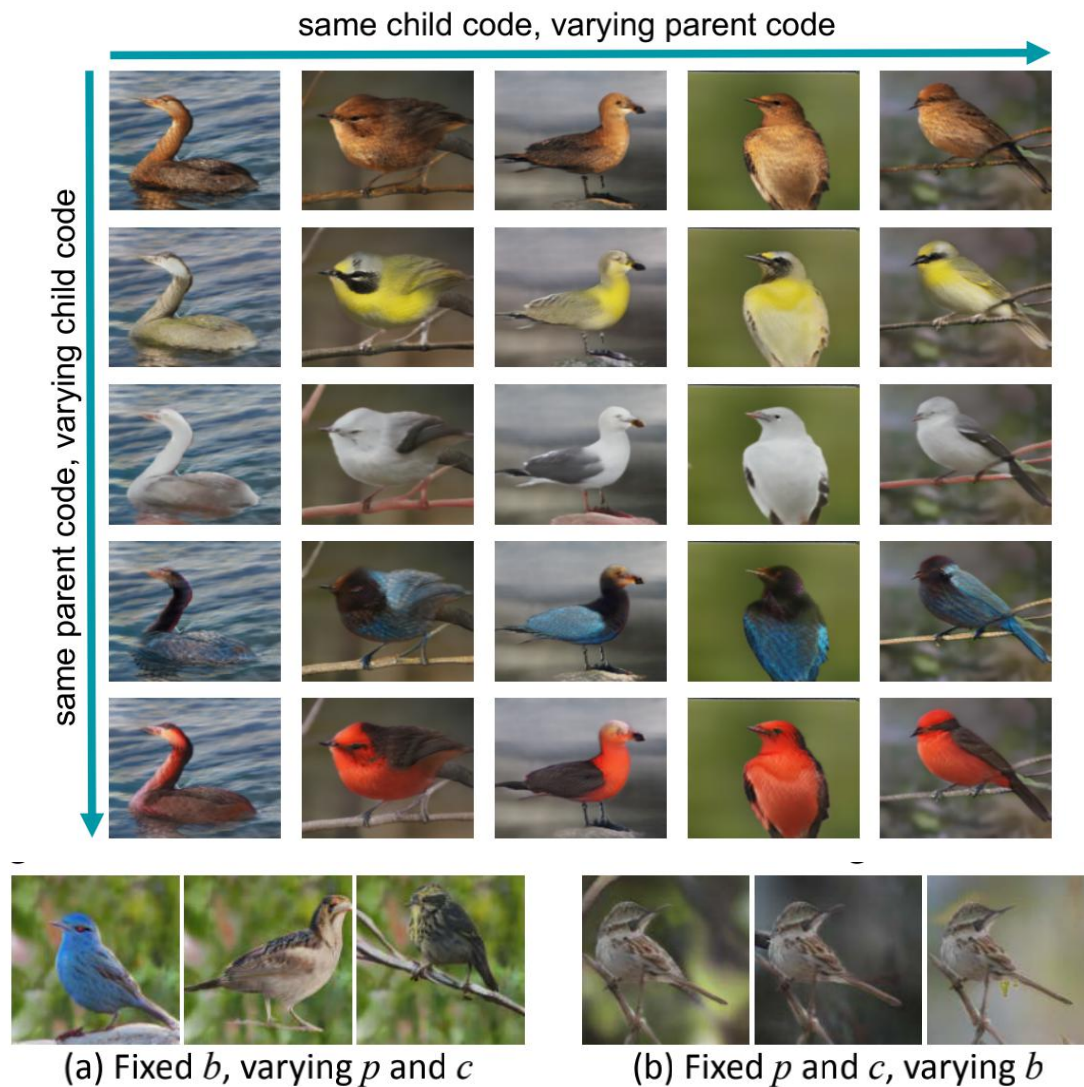 same child code, varying parent code
same parent code, varying child code
(a) Fixed b, varying p and c
(b) Fixed p and c, varying b